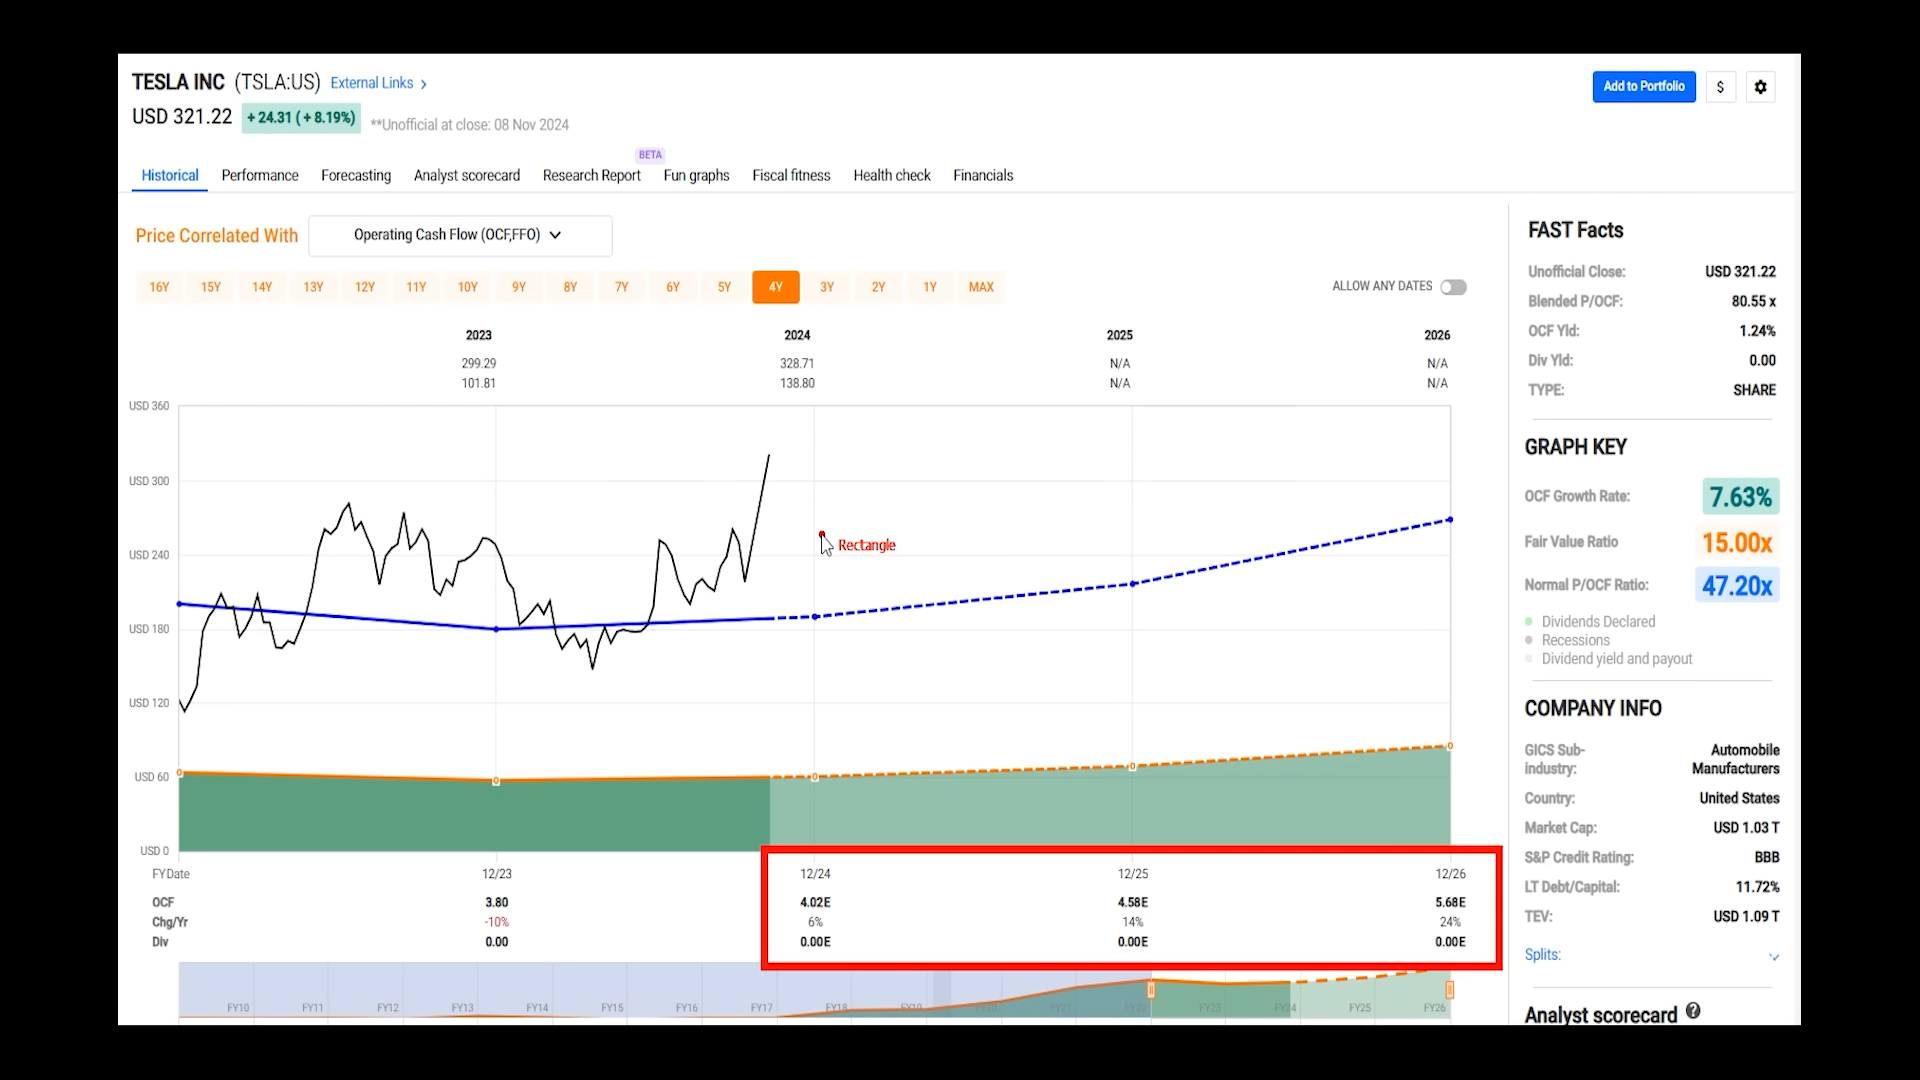 TESLA INC (TSLA:US) External Links >
USD 321.22 + 24.31 ( + 8.19%) **Unofficial at close: 08 Nov 2024
Add to Portfolio $
BETA
Historical Performance Forecasting Analyst scorecard Research Report Fun graphs Fiscal fitness Health check Financials
Price Correlated With Operating Cash Flow (OCF,FFO)
16Y 15Y 14Y 13Y 12Y 11Y 10Y 9Y 8Y 7Y 6Y 5Y 4Y 3Y 2Y 1Y MAX
ALLOW ANY DATES
2023 2024 2025 2026
299.29 328.71 N/A N/A
101.81 138.80 N/A N/A
USD 360
USD 300
USD 240
USD 180
USD 120
USD 60
USD 0
Rectangle
FY Date 12/23 12/24 12/25 12/26
OCF 3.80 4.02E 4.58E 5.68E
Chg/Yr -10% 6% 14% 24%
Div 0.00 0.00E 0.00E 0.00E
FY10 FY11 FY12 FY13 FY14 FY15 FY16 FY17 FY18 FY19 FY21 FY22 FY23 FY24 FY25 FY26
FAST Facts
Unofficial Close: USD 321.22
Blended P/OCF: 80.55 x
OCF Yld: 1.24%
Div Yld: 0.00
TYPE: SHARE
GRAPH KEY
OCF Growth Rate: 7.63%
Fair Value Ratio 15.00x
Normal P/OCF Ratio: 47.20x
Dividends Declared
Recessions
Dividend yield and payout
COMPANY INFO
GICS Sub-industry: Automobile Manufacturers
Country: United States
Market Cap: USD 1.03 T
S&P Credit Rating: BBB
LT Debt/Capital: 11.72%
TEV: USD 1.09 T
Splits:
Analyst scorecard ?